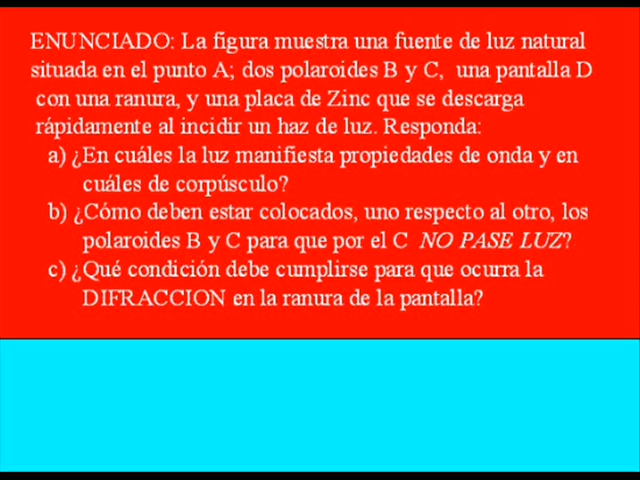 ENUNCIADO: La figura muestra una fuente de luz natural
situada en el punto A; dos polaroides B y C, una pantalla D
con una ranura, y una placa de Zinc que se descarga
rápidamente al incidir un haz de luz. Responda:
a) ¿En cuáles la luz manifiesta propiedades de onda y en
cuáles de corpúsculo?
b) ¿Cómo deben estar colocados, uno respecto al otro, los
polaroides B y C para que por el C NO PASE LUZ?
c) ¿Qué condición debe cumplirse para que ocurra la
DIFRACCION en la ranura de la pantalla?